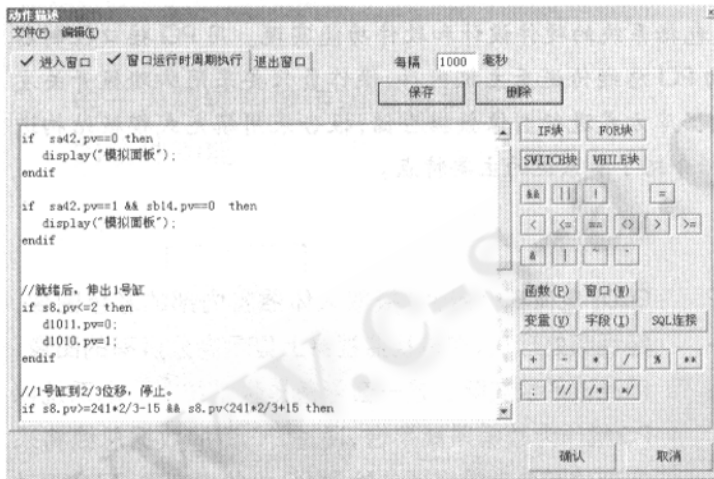 动作描述
文件(F) 编辑(E)
✓ 进入窗口 ✓ 窗口运行时周期执行 退出窗口 每隔 1000 毫秒
保存 删除
if sa42.pv==0 then
display("模拟面板");
endif
if sa42.pv==1 && sb14.pv==0 then
display("模拟面板");
endif
//就绪后，伸出1号缸
if s8.pv<=2 then
d1011.pv=0;
d1010.pv=1;
endif
//1号缸到2/3位移，停止。
if s8.pv>=241*2/3-15 && s8.pv<241*2/3+15 then
IF块 FOR块
SWITCH块 WHILE块
&& || ! =
< <= == <> > >=
& | ~
函数(P) 窗口(W)
变量(V) 字段(I) SQL连接
+ - * / % **
; // /* */
确认 取消
www.c-s